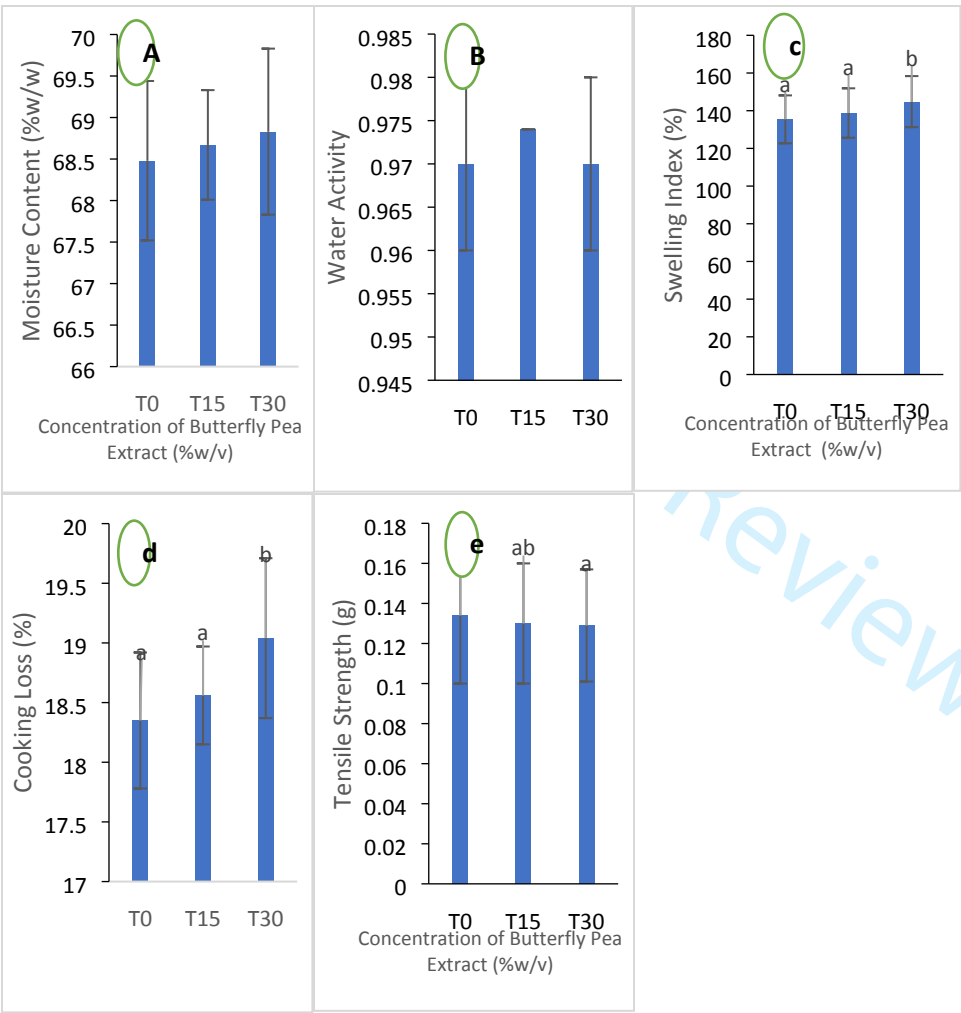 A
Moisture Content (%w/w)
70
69.5
69
68.5
68
67.5
67
66.5
66
T0 T15 T30
Concentration of Butterfly Pea
Extract (%w/v)
B
Water Activity
0.985
0.98
0.975
0.97
0.965
0.96
0.955
0.95
0.945
T0 T15 T30
c
Swelling Index (%)
180
160
140
120
100
80
60
40
20
0
a a b
T0 T15 T30
Concentration of Butterfly Pea
Extract (%w/v)
d
Cooking Loss (%)
20
19.5
19
18.5
18
17.5
17
a a b
T0 T15 T30
e
Tensile Strength (g)
0.18
0.16
0.14
0.12
0.1
0.08
0.06
0.04
0.02
0
ab a
T0 T15 T30
Concentration of Butterfly Pea
Extract (%w/v)
Review